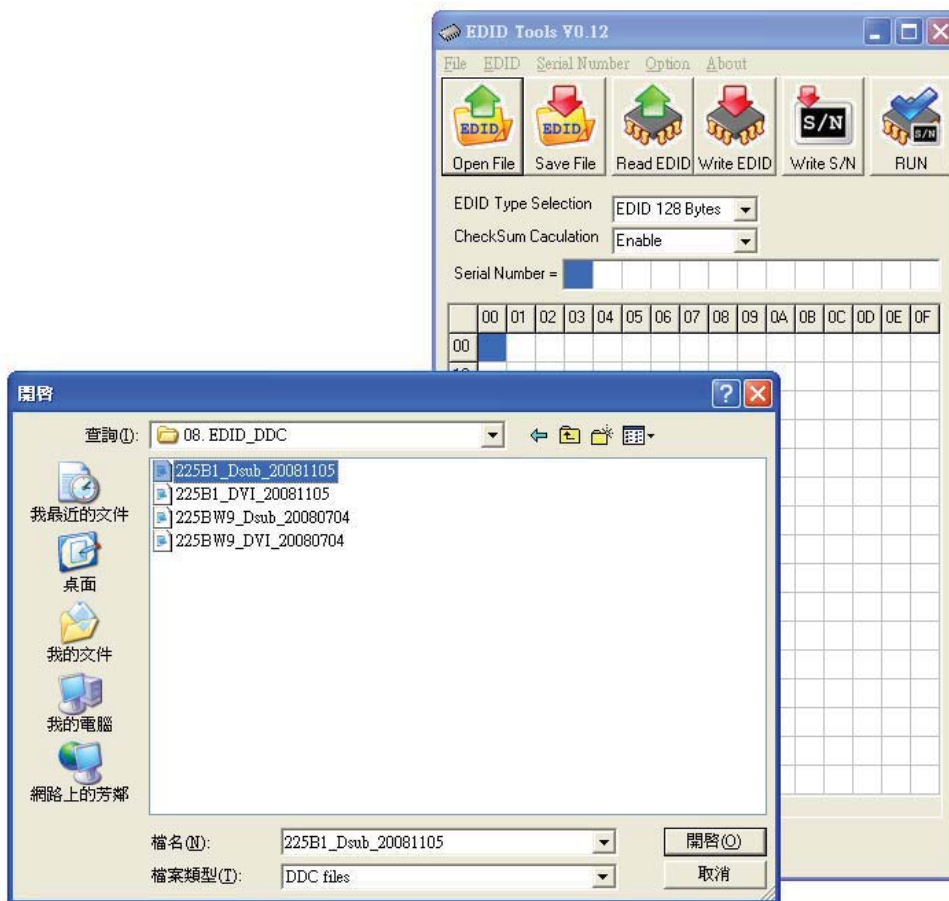 EDID Tools V0.12
File EDID Serial Number Option About
EDID EDID S/N S/N
Open File Save File Read EDID Write EDID Write S/N RUN
EDID Type Selection EDID 128 Bytes
CheckSum Caculation Enable
Serial Number =
00 01 02 03 04 05 06 07 08 09 0A 0B 0C 0D 0E 0F
00
開啓
查詢(I): 08. EDID_DDC
225B1_Dsub_20081105
225B1_DVI_20081105
225BW9_Dsub_20080704
225BW9_DVI_20080704
我最近的文件
桌面
我的文件
我的電腦
網路上的芳鄰
檔名(N): 225B1_Dsub_20081105 開啓(O)
檔案類型(T): DDC files 取消